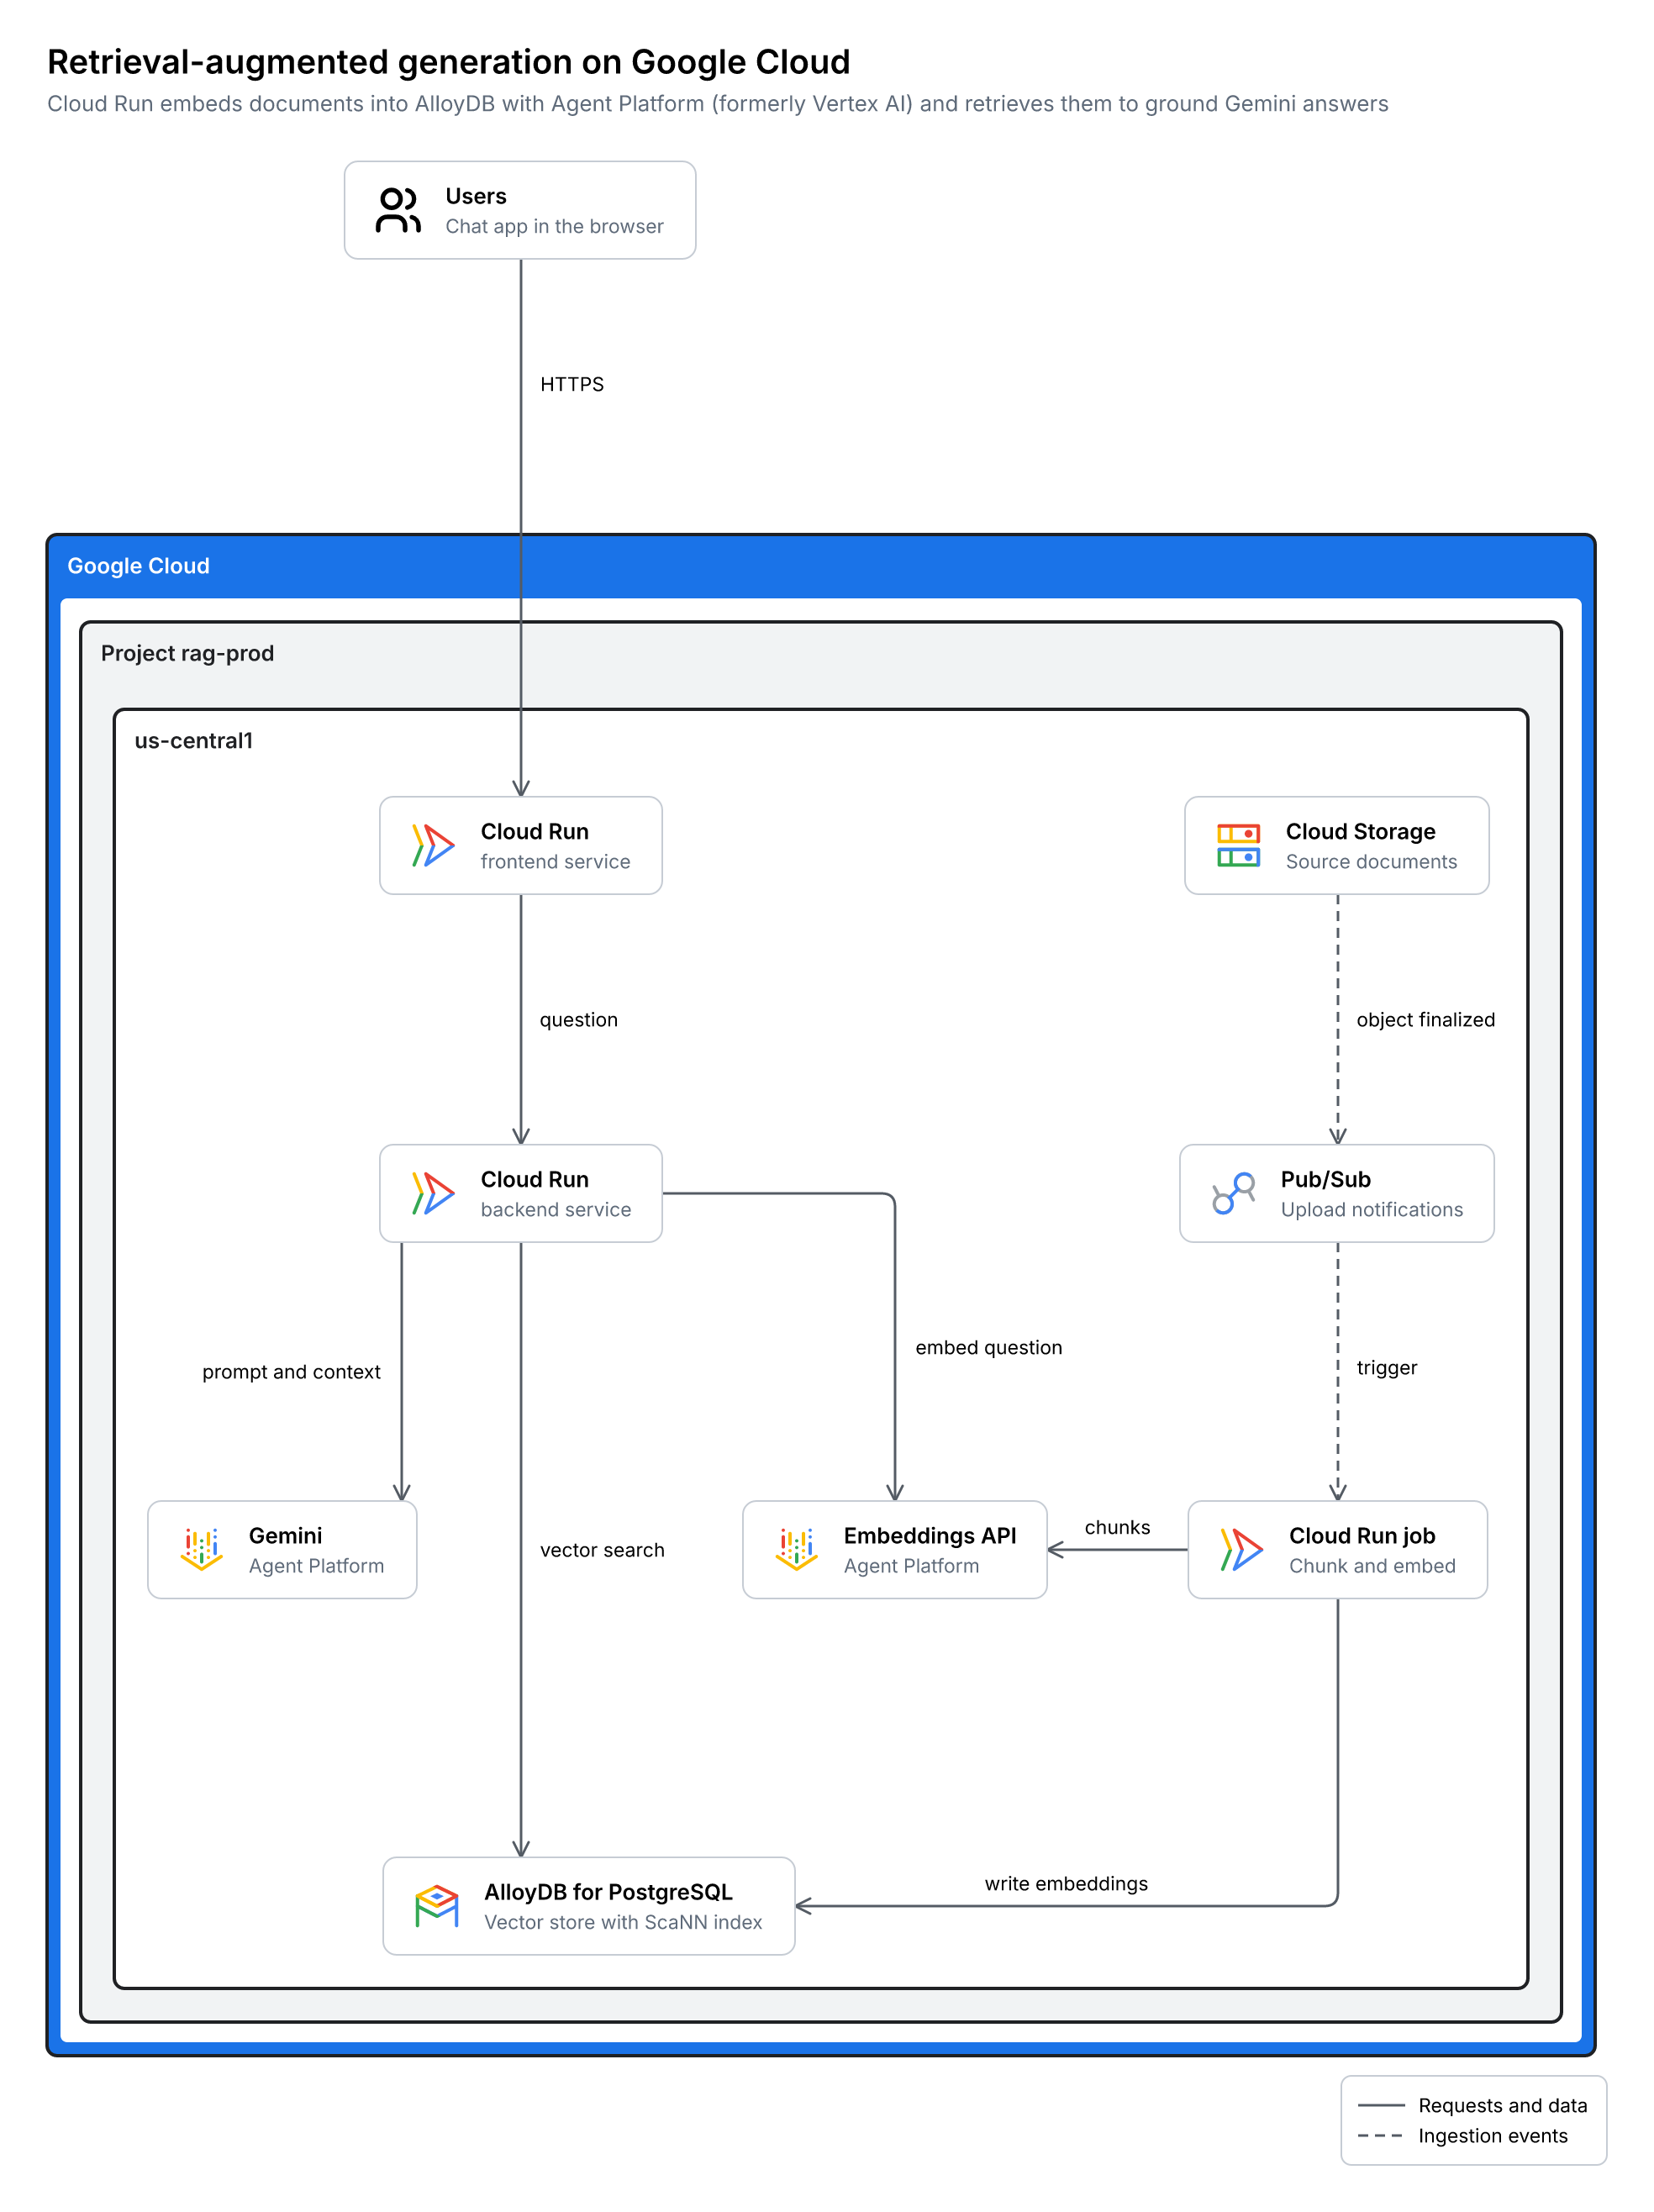 Retrieval-augmented generation on Google Cloud
Cloud Run embeds documents into AlloyDB with Agent Platform (formerly Vertex AI) and retrieves them to ground Gemini answers
Users
Chat app in the browser
HTTPS
Google Cloud
Project rag-prod
us-central1
Cloud Run
frontend service
Cloud Storage
Source documents
question
object finalized
Cloud Run
backend service
Pub/Sub
Upload notifications
embed question
prompt and context
trigger
Gemini
Agent Platform
vector search
Embeddings API
Agent Platform
chunks
Cloud Run job
Chunk and embed
AlloyDB for PostgreSQL
Vector store with ScaNN index
write embeddings
Requests and data
Ingestion events